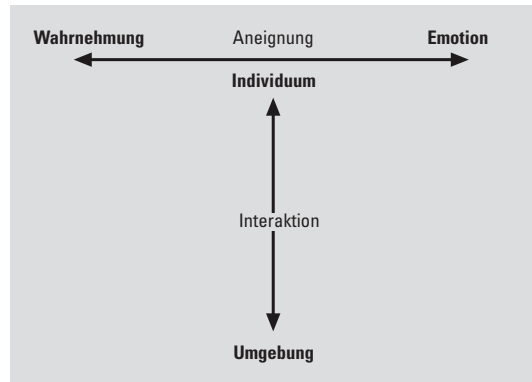 Wahrnehmung Aneignung Emotion
Individuum
Interaktion
Umgebung